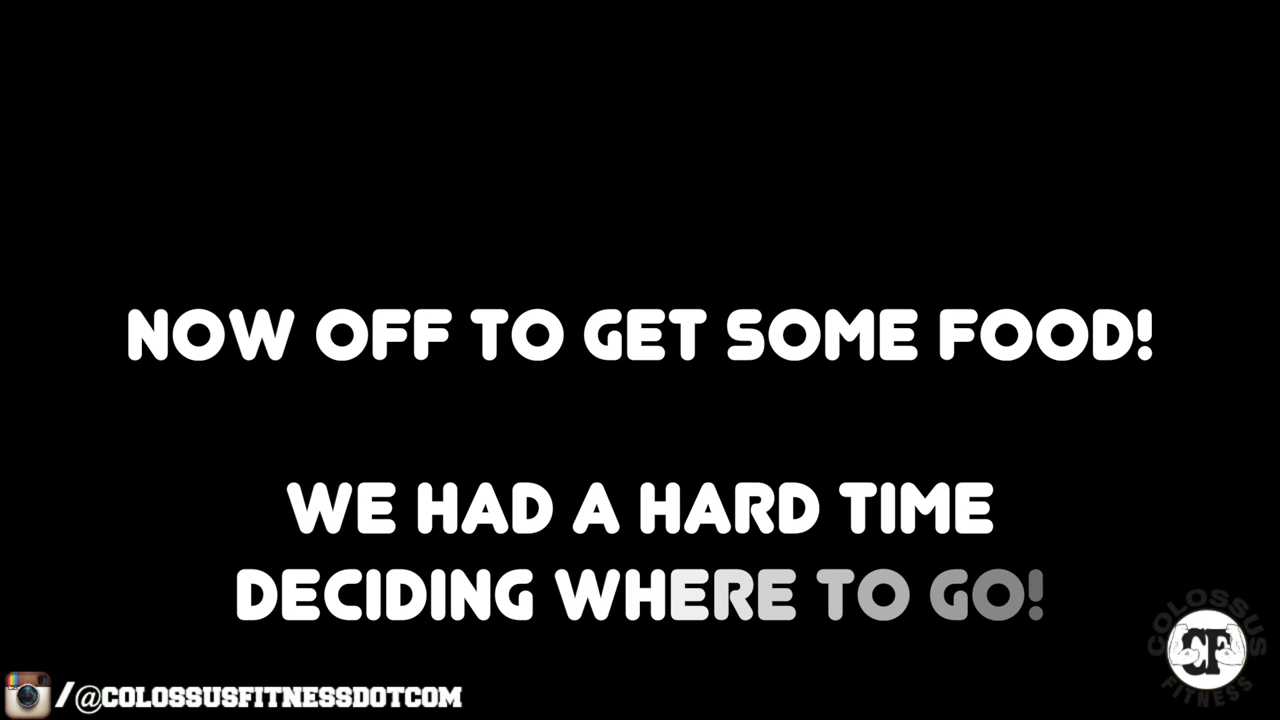 NOW OFF TO GET SOME FOOD!
WE HAD A HARD TIME
DECIDING WHERE TO GO!
/@COLOSSUSFITNESSDOTCOM
COLOSSUS
CF
FITNESS